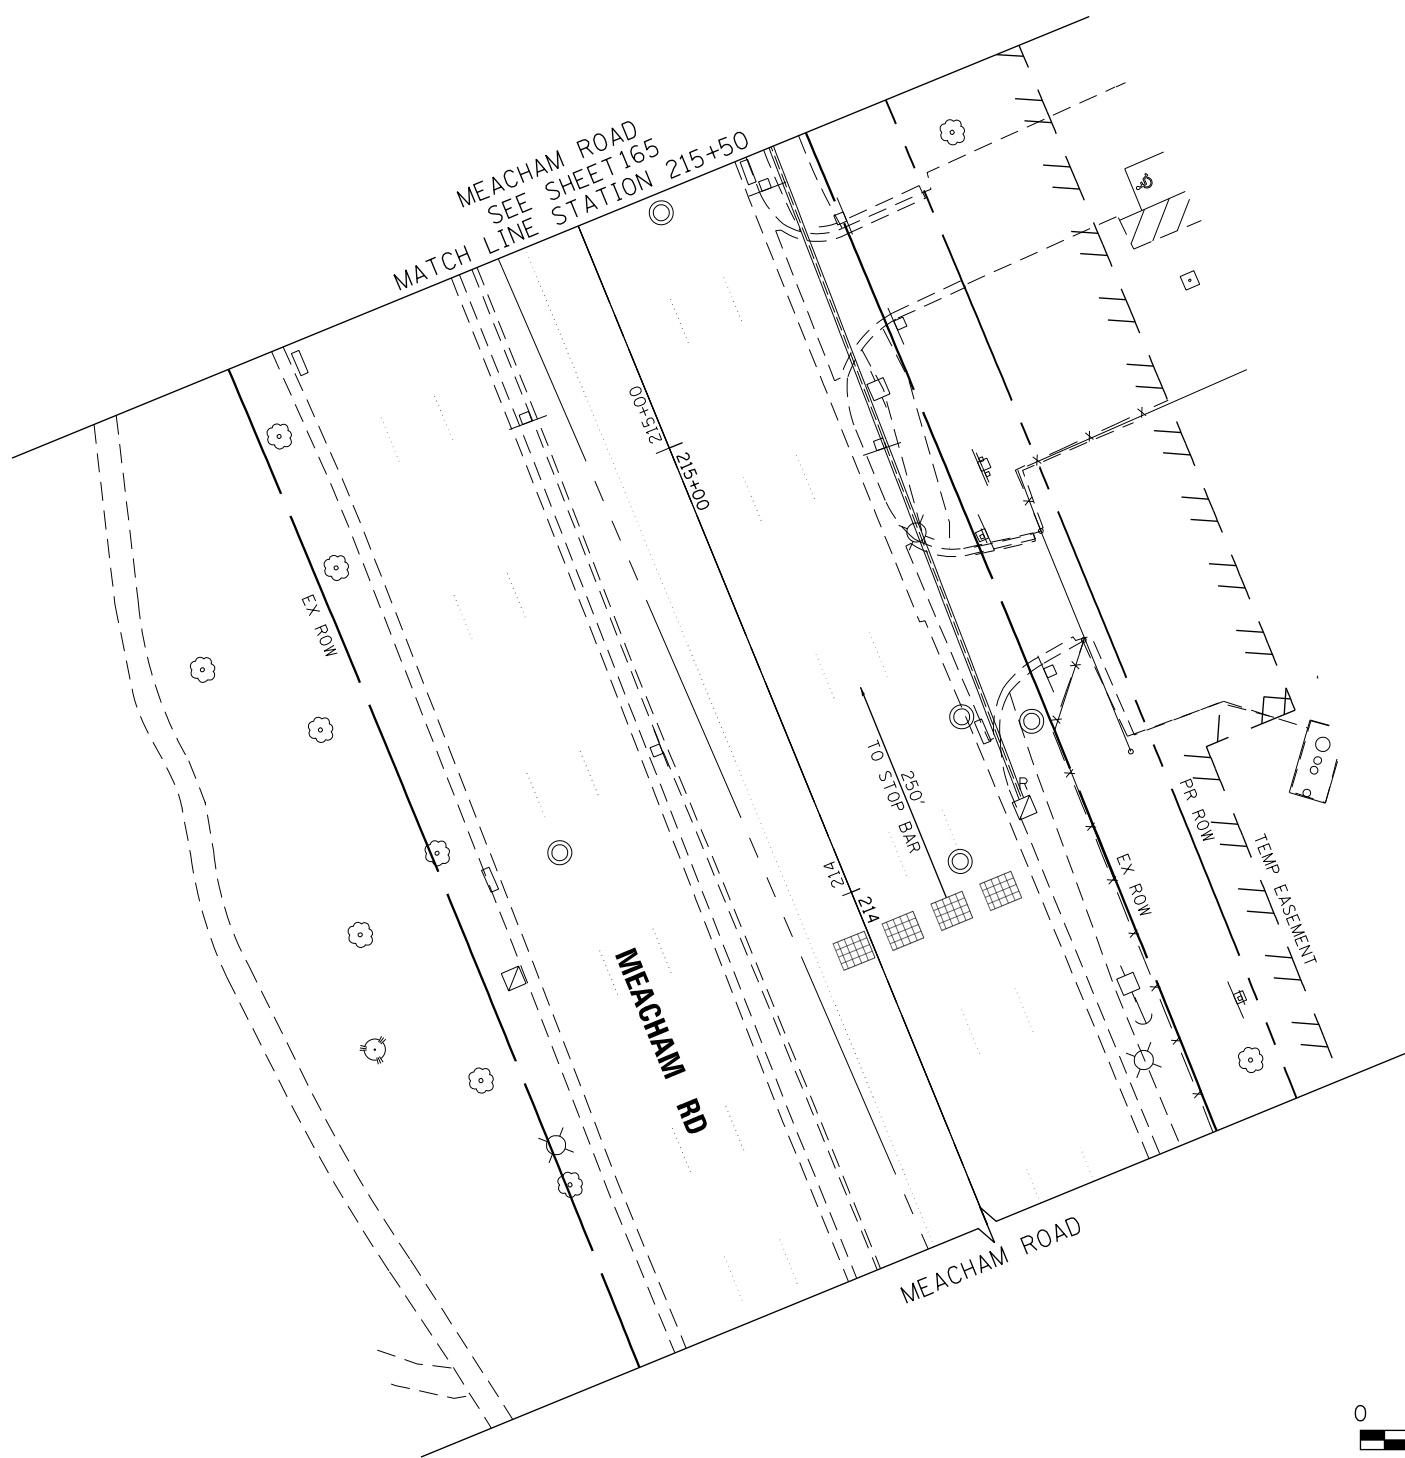 MEACHAM ROAD
SEE SHEET 165
MATCH LINE STATION 215+50
215+00
215+00
EX ROW
250'
TO STOP BAR
214
214
PR ROW
EX ROW
TEMP EASEMENT
MEACHAM RD
MEACHAM ROAD
0